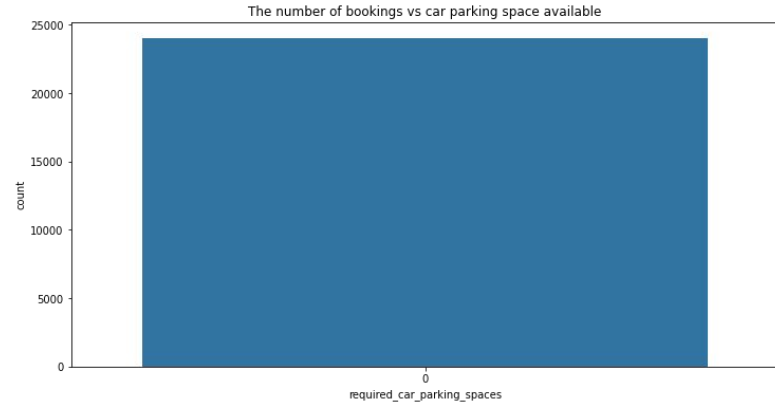 The number of bookings vs car parking space available
25000
20000
15000
10000
5000
0
count
0
required_car_parking_spaces